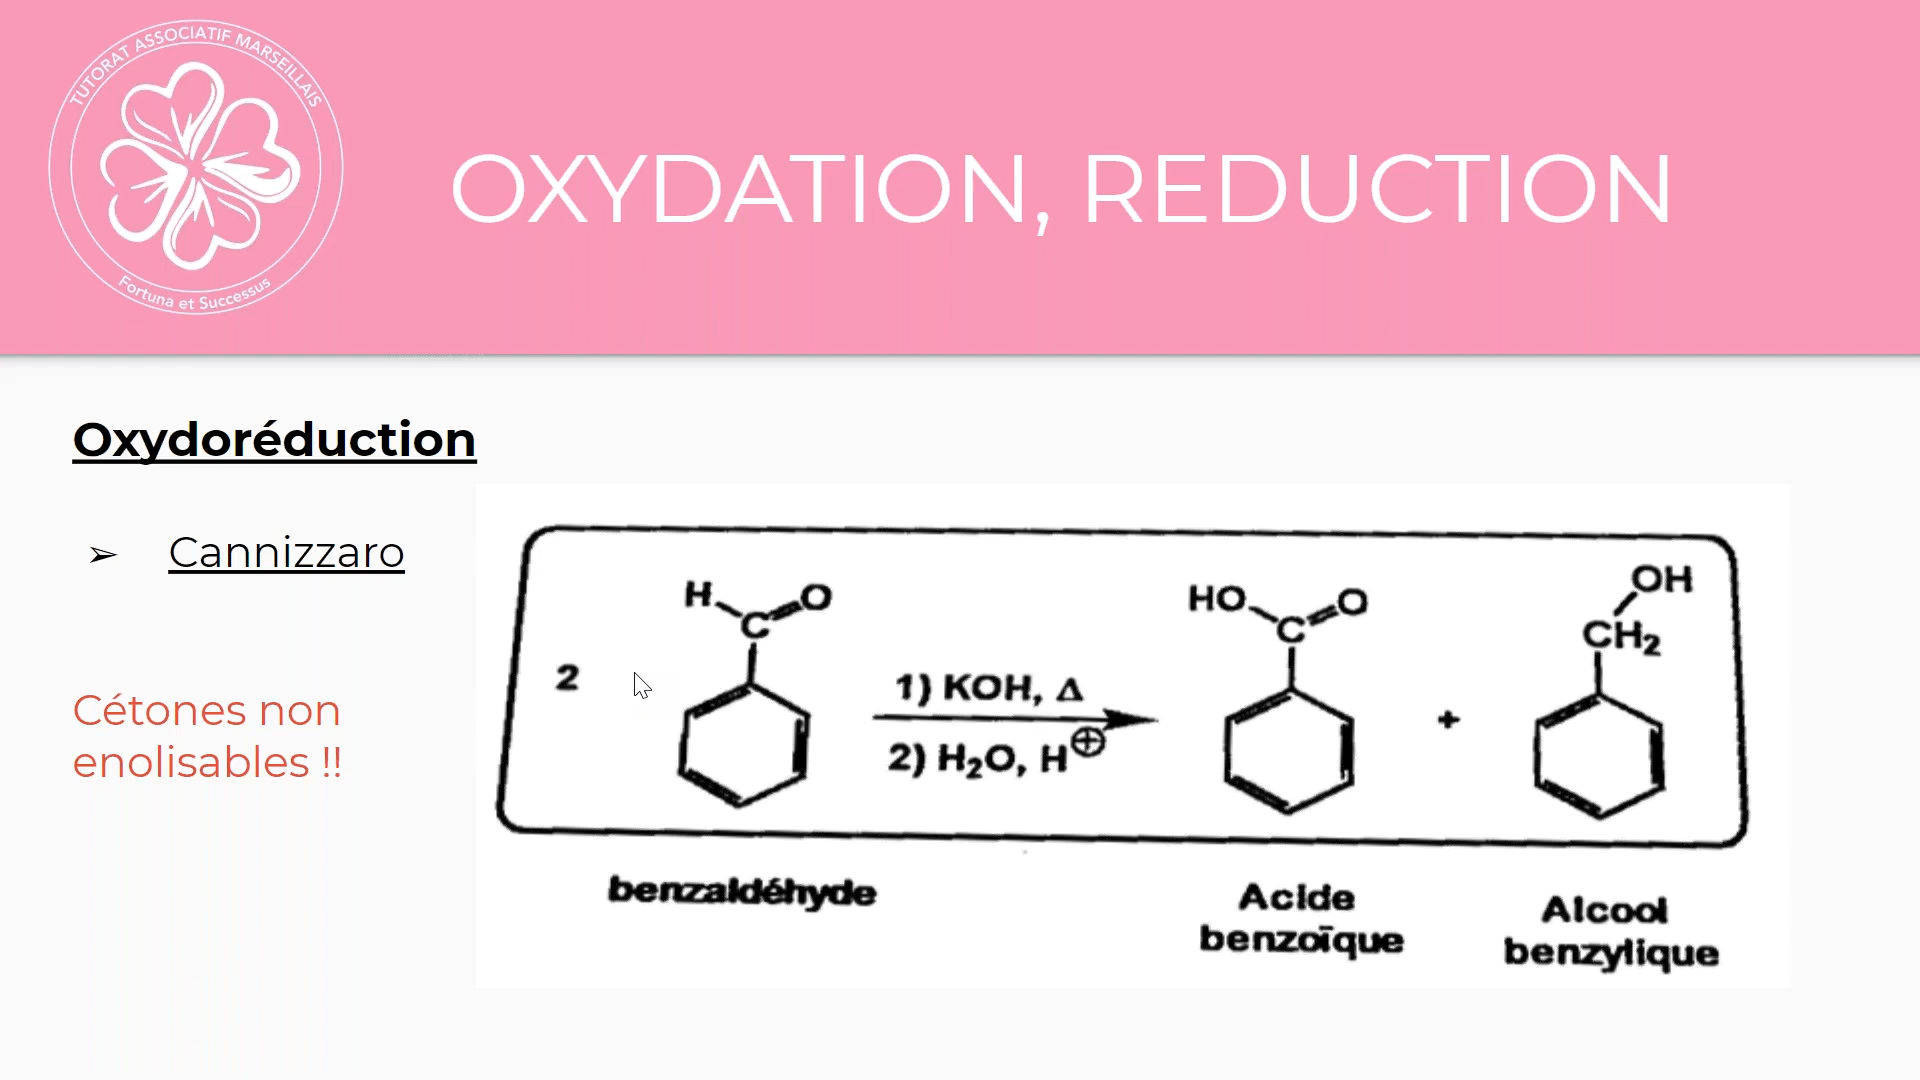 TUTORAT ASSOCIATIF MARSEILLAIS
Fortuna et Successus
OXYDATION, REDUCTION
Oxydoréduction
➢ Cannizzaro
Cétones non
enolisables !!
H O
C
2
1) KOH, Δ
2) H₂O, H⊕
HO O
C
+
OH
CH₂
benzaldéhyde
Acide
benzoïque
Alcool
benzylique